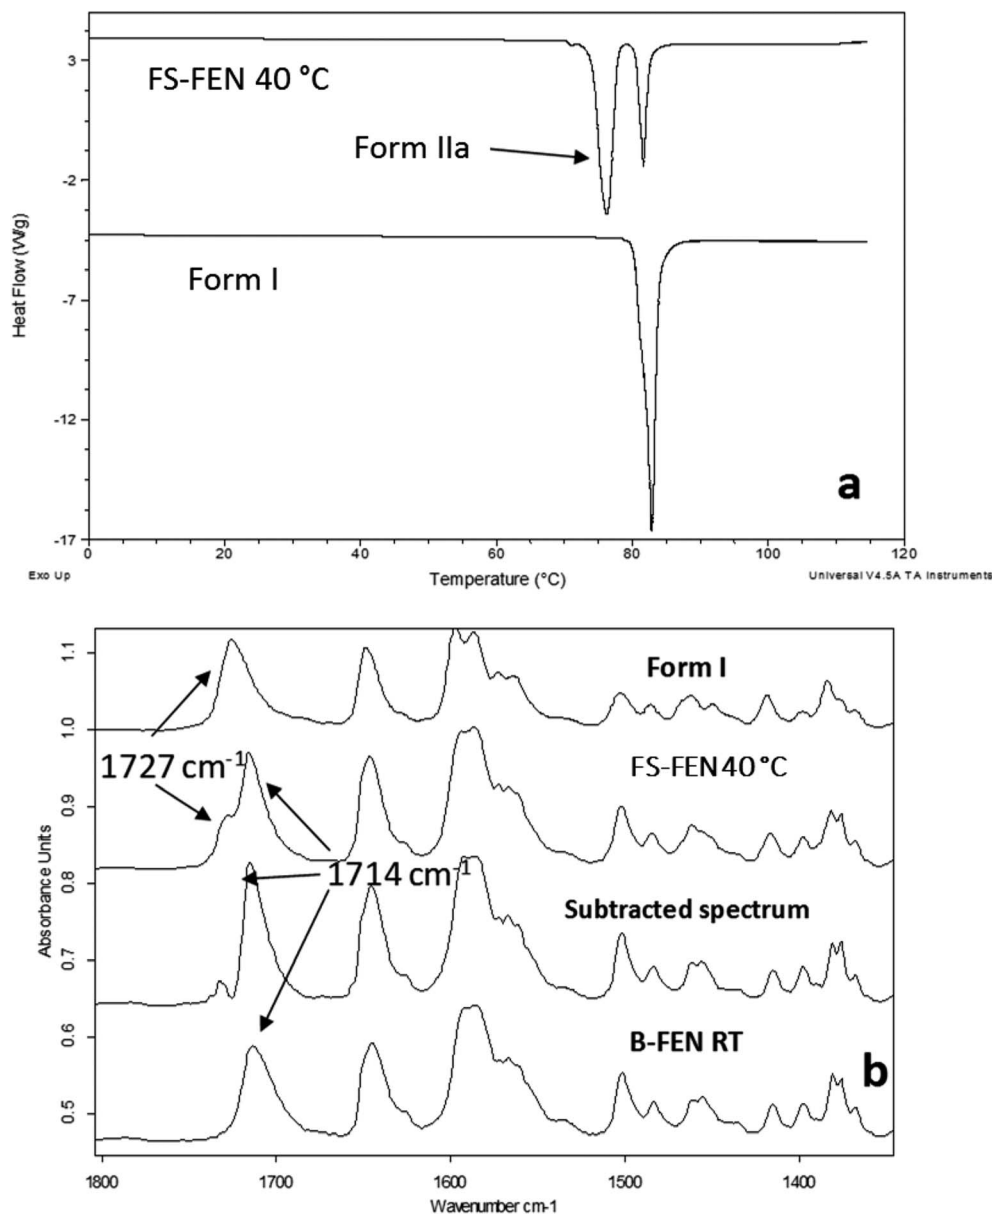 3
FS-FEN 40 °C
Form IIa
-2
Heat Flow (W/g)
Form I
-7
-12
a
-17
0
20
40
60
80
100
120
Exo Up
Temperature (°C)
Universal V4.5A TA Instruments
1.1
Form I
1.0
1727 cm-1
FS-FEN 40 °C
0.9
Absorbance Units
0.8
1714 cm-1
Subtracted spectrum
0.7
0.6
B-FEN RT
b
0.5
1800
1700
1600
1500
1400
Wavenumber cm-1